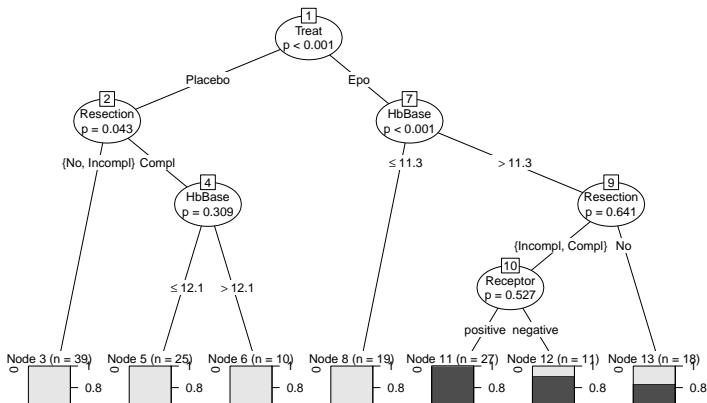 1
Treat
p < 0.001
Placebo
Epo
2
Resection
p = 0.043
7
HbBase
p < 0.001
{No, Incompl}
Compl
≤ 11.3
> 11.3
4
HbBase
p = 0.309
9
Resection
p = 0.641
{Incompl, Compl}
No
10
Receptor
p = 0.527
≤ 12.1
> 12.1
positive
negative
Node 3 (n = 39)
Node 5 (n = 25)
Node 6 (n = 10)
Node 8 (n = 19)
Node 11 (n = 27)
Node 12 (n = 11)
Node 13 (n = 18)
0
1
0.8
0
1
0.8
0
1
0.8
0
1
0.8
0
1
0.8
0
1
0.8
0
1
0.8